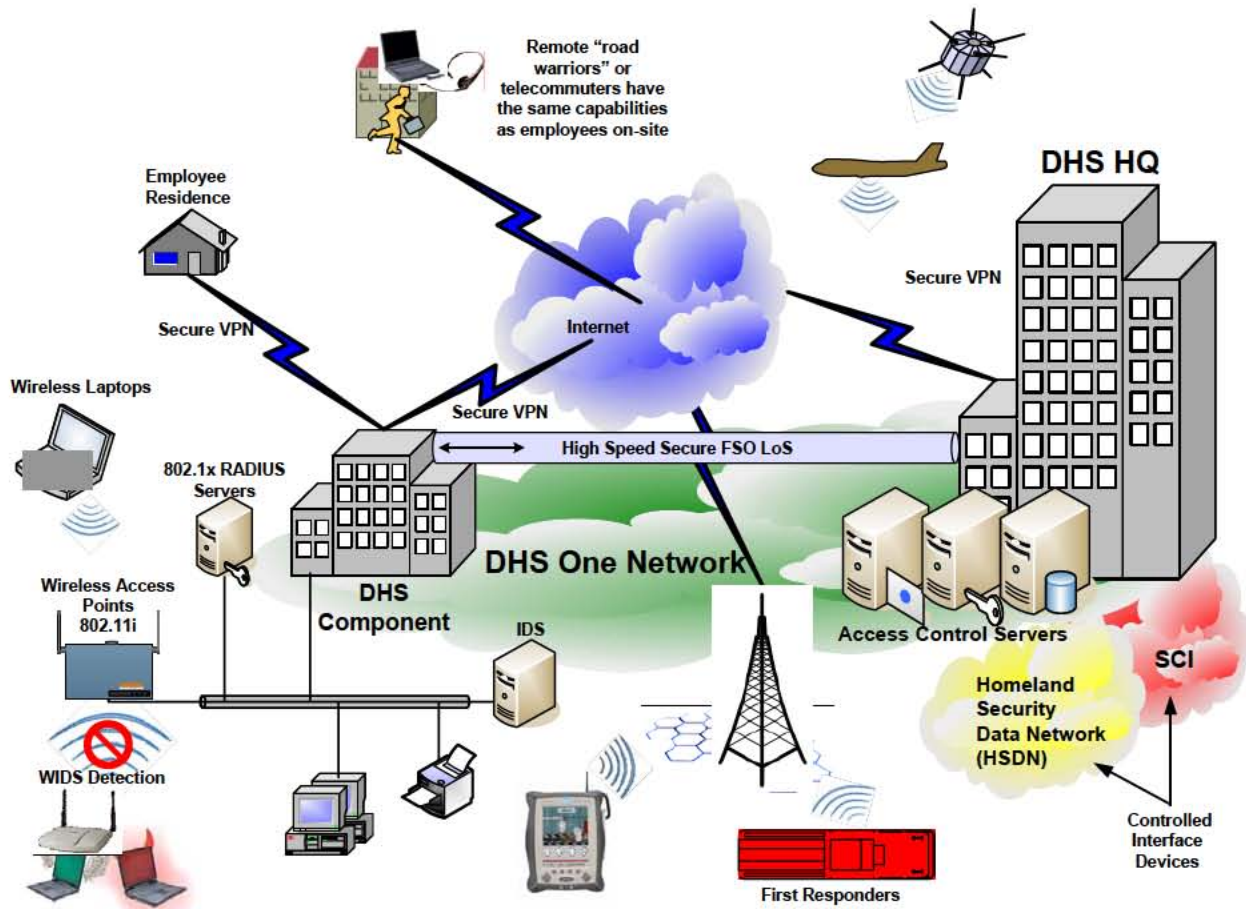 Remote “road
warriors” or
telecommuters have
the same capabilities
as employees on-site
DHS HQ
Employee
Residence
Secure VPN
Secure VPN
Internet
Wireless Laptops
Secure VPN
High Speed Secure FSO LoS
802.1x RADIUS
Servers
DHS One Network
Wireless Access
Points
802.11i
DHS
Component
IDS
Access Control Servers
SCI
Homeland
Security
Data Network
(HSDN)
WIDS Detection
Controlled
Interface
Devices
First Responders